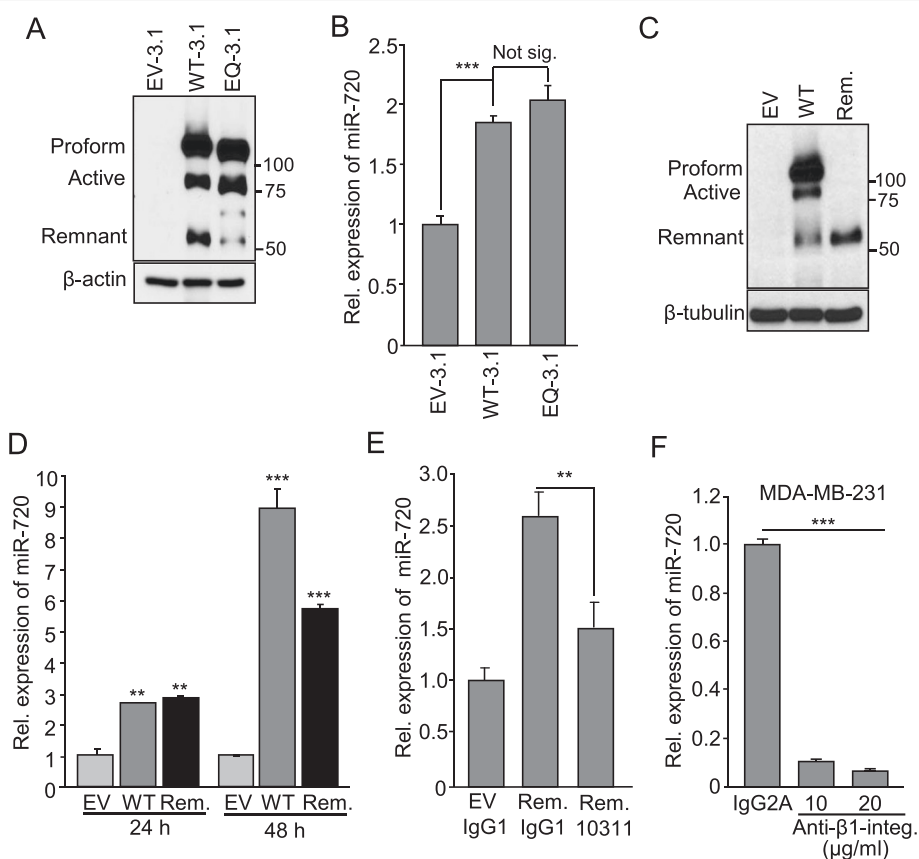 A
EV-3.1
WT-3.1
EQ-3.1
Proform
Active
Remnant
100
75
50
β-actin
B
Rel. expression of miR-720
2.5
2
1.5
1
0.5
0
***
Not sig.
EV-3.1
WT-3.1
EQ-3.1
C
EV
WT
Rem.
Proform
Active
Remnant
100
75
50
β-tubulin
D
Rel. expression of miR-720
10
9
8
7
6
5
4
3
2
1
0
** **
*** ***
EV WT Rem. EV WT Rem.
24 h 48 h
E
Rel. expression of miR-720
3.0
2.5
2.0
1.5
1.0
0.5
0
**
EV Rem. Rem.
IgG1 IgG1 10311
F
MDA-MB-231
Rel. expression of miR-720
1.2
1.0
0.8
0.6
0.4
0.2
0
***
IgG2A 10 20
Anti-β1-integ.
(μg/ml)